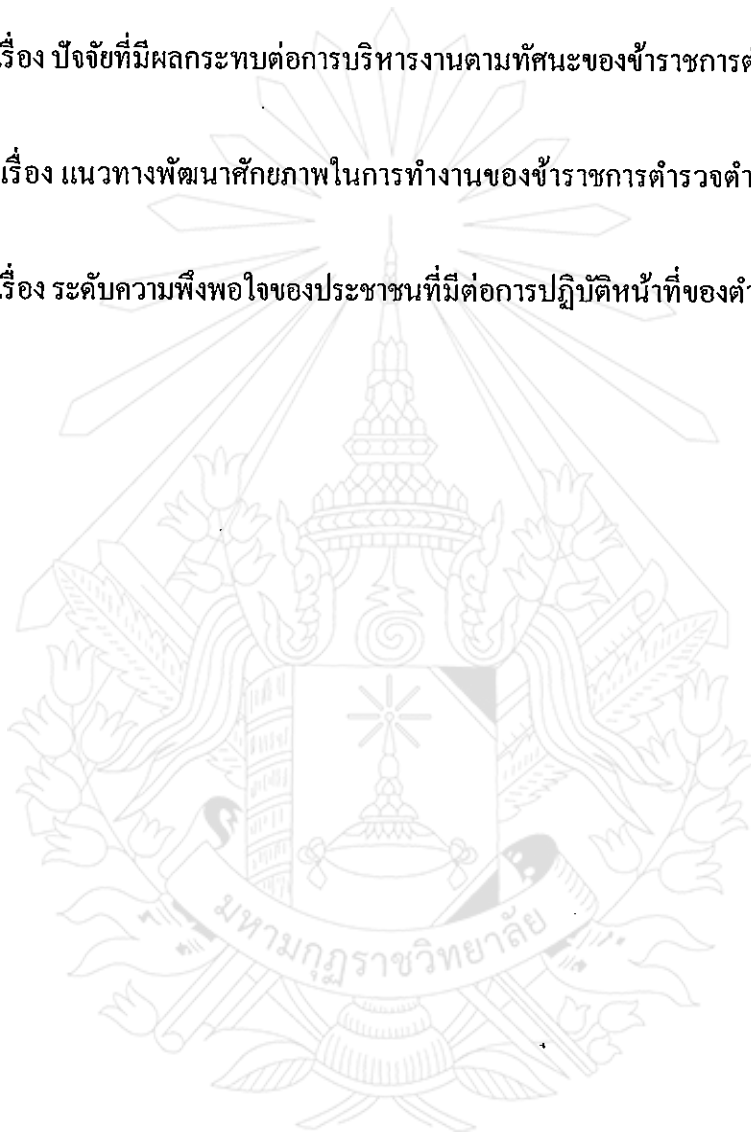 เรื่อง ปัจจัยที่มีผลกระทบต่อการบริหารงานตามทัศนะของข้าราชการ
เรื่อง แนวทางพัฒนาศักยภาพในการทำงานของข้าราชการตำรวจ
เรื่อง ระดับความพึงพอใจของประชาชนที่มีต่อการปฏิบัติหน้าที่ของ
มหามกุฏราชวิทยาลัย